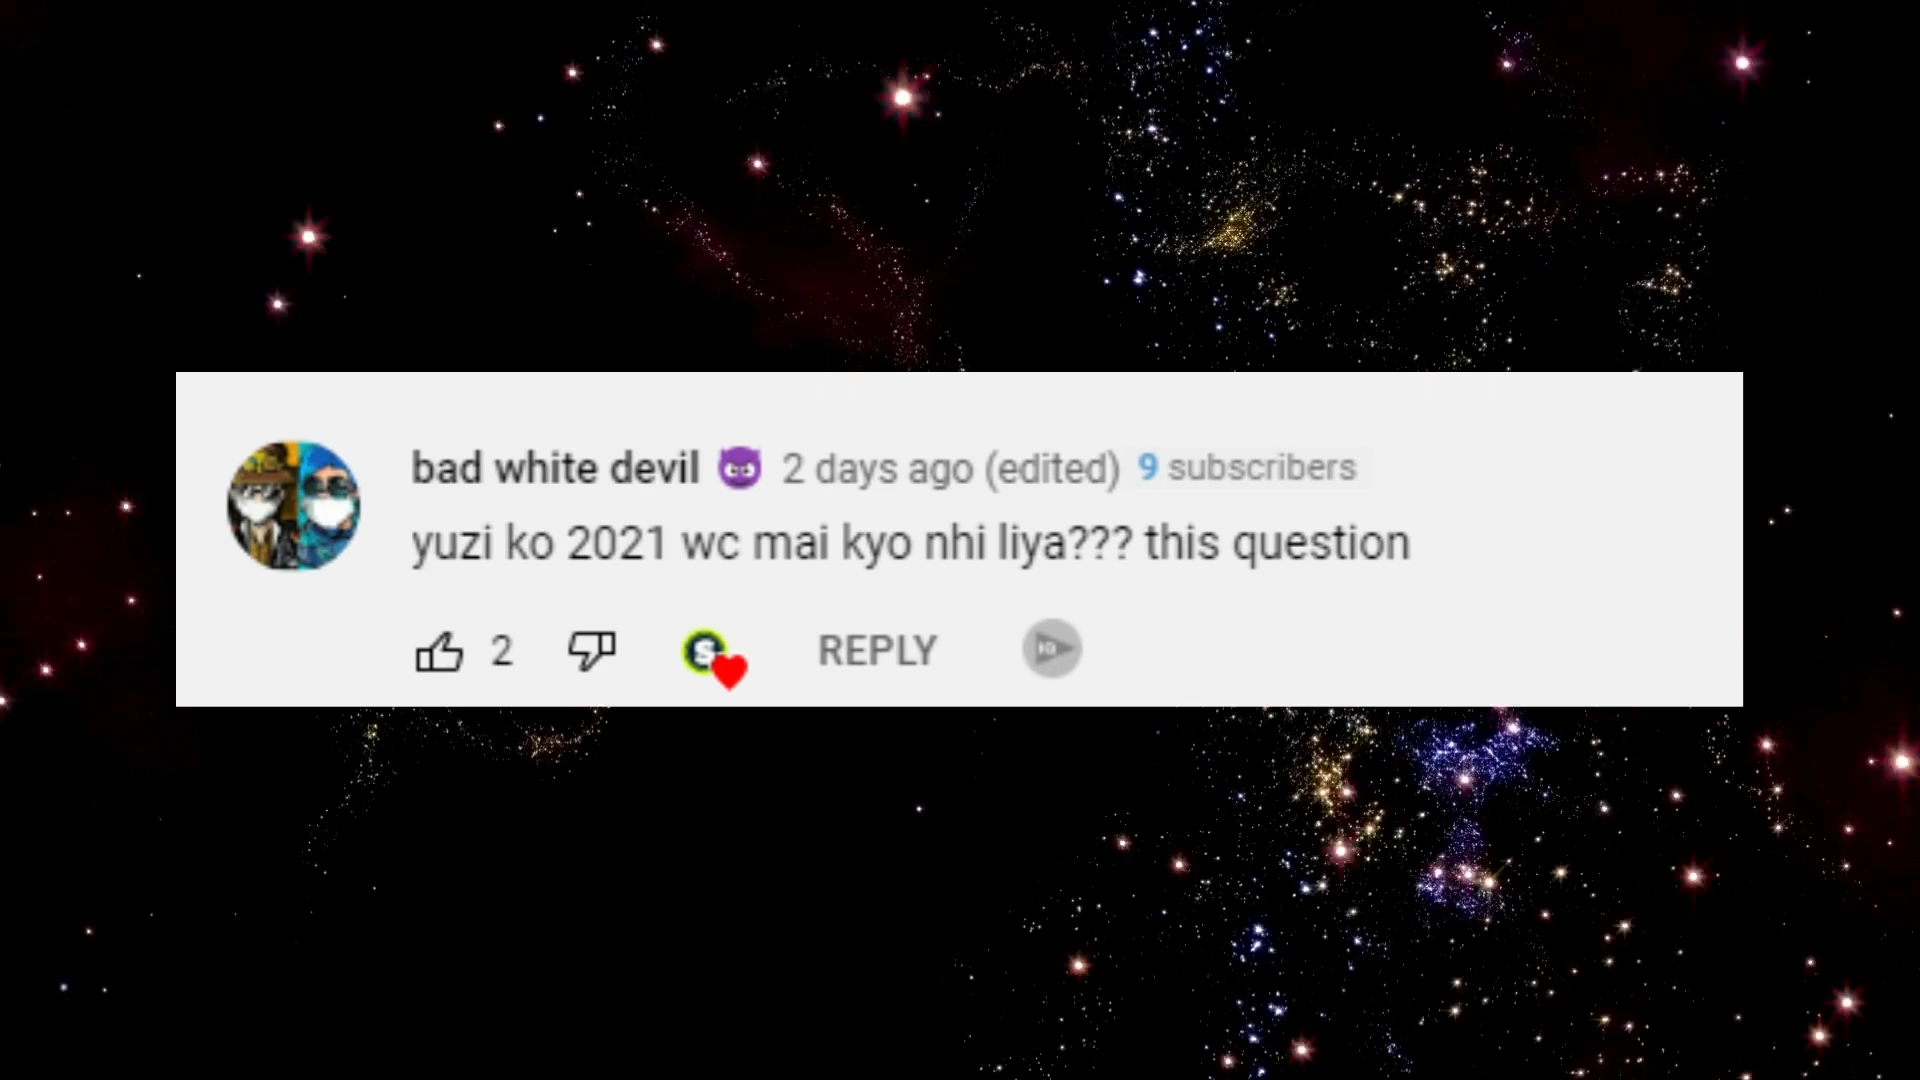 bad white devil 😈 2 days ago (edited) 9 subscribers
yuzi ko 2021 wc mai kyo nhi liya??? this question
2 S REPLY